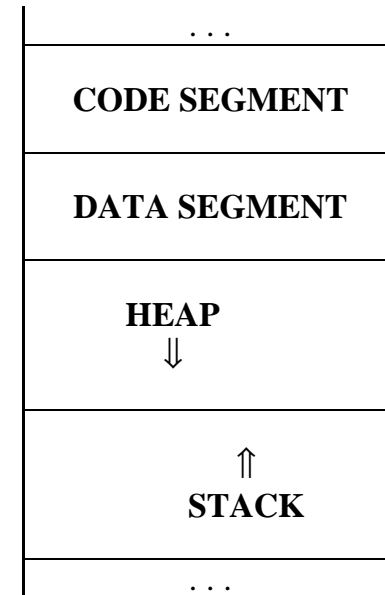 . . .
CODE SEGMENT
DATA SEGMENT
HEAP
⇓
⇑
STACK
. . .